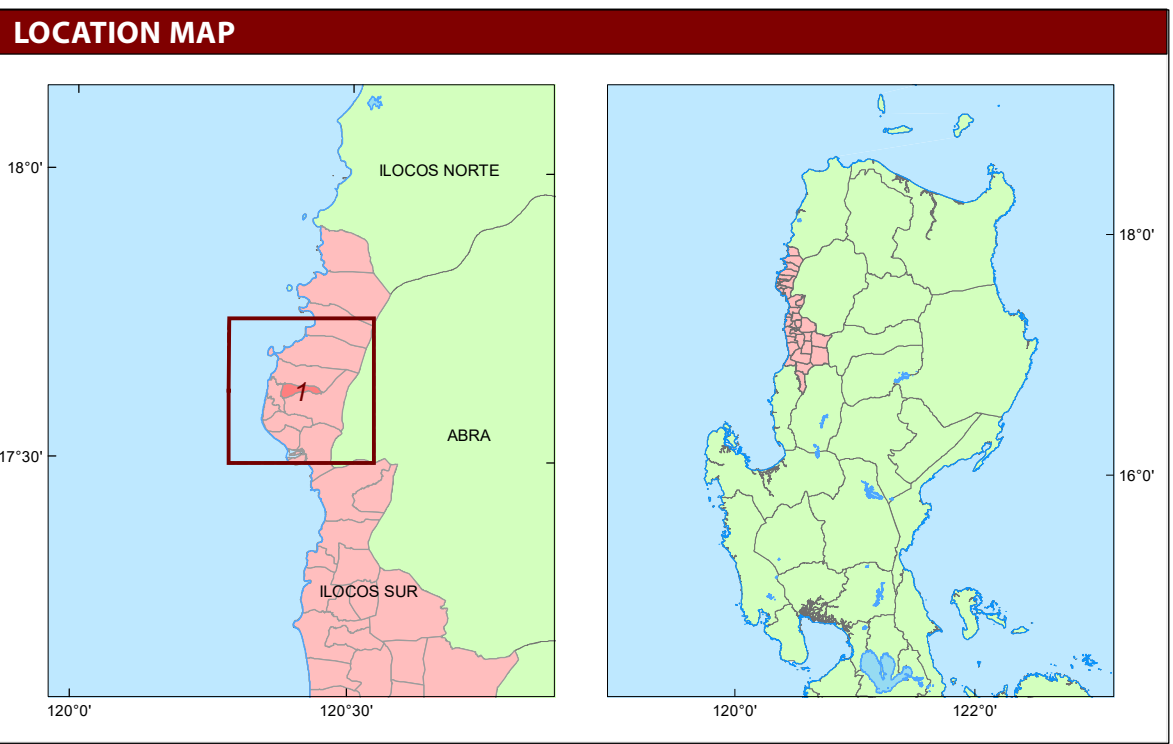 LOCATION MAP
18°0'
ILOCOS NORTE
1
ABRA
17°30'
ILOCOS SUR
120°0'
120°30'
18°0'
16°0'
120°0'
122°0'